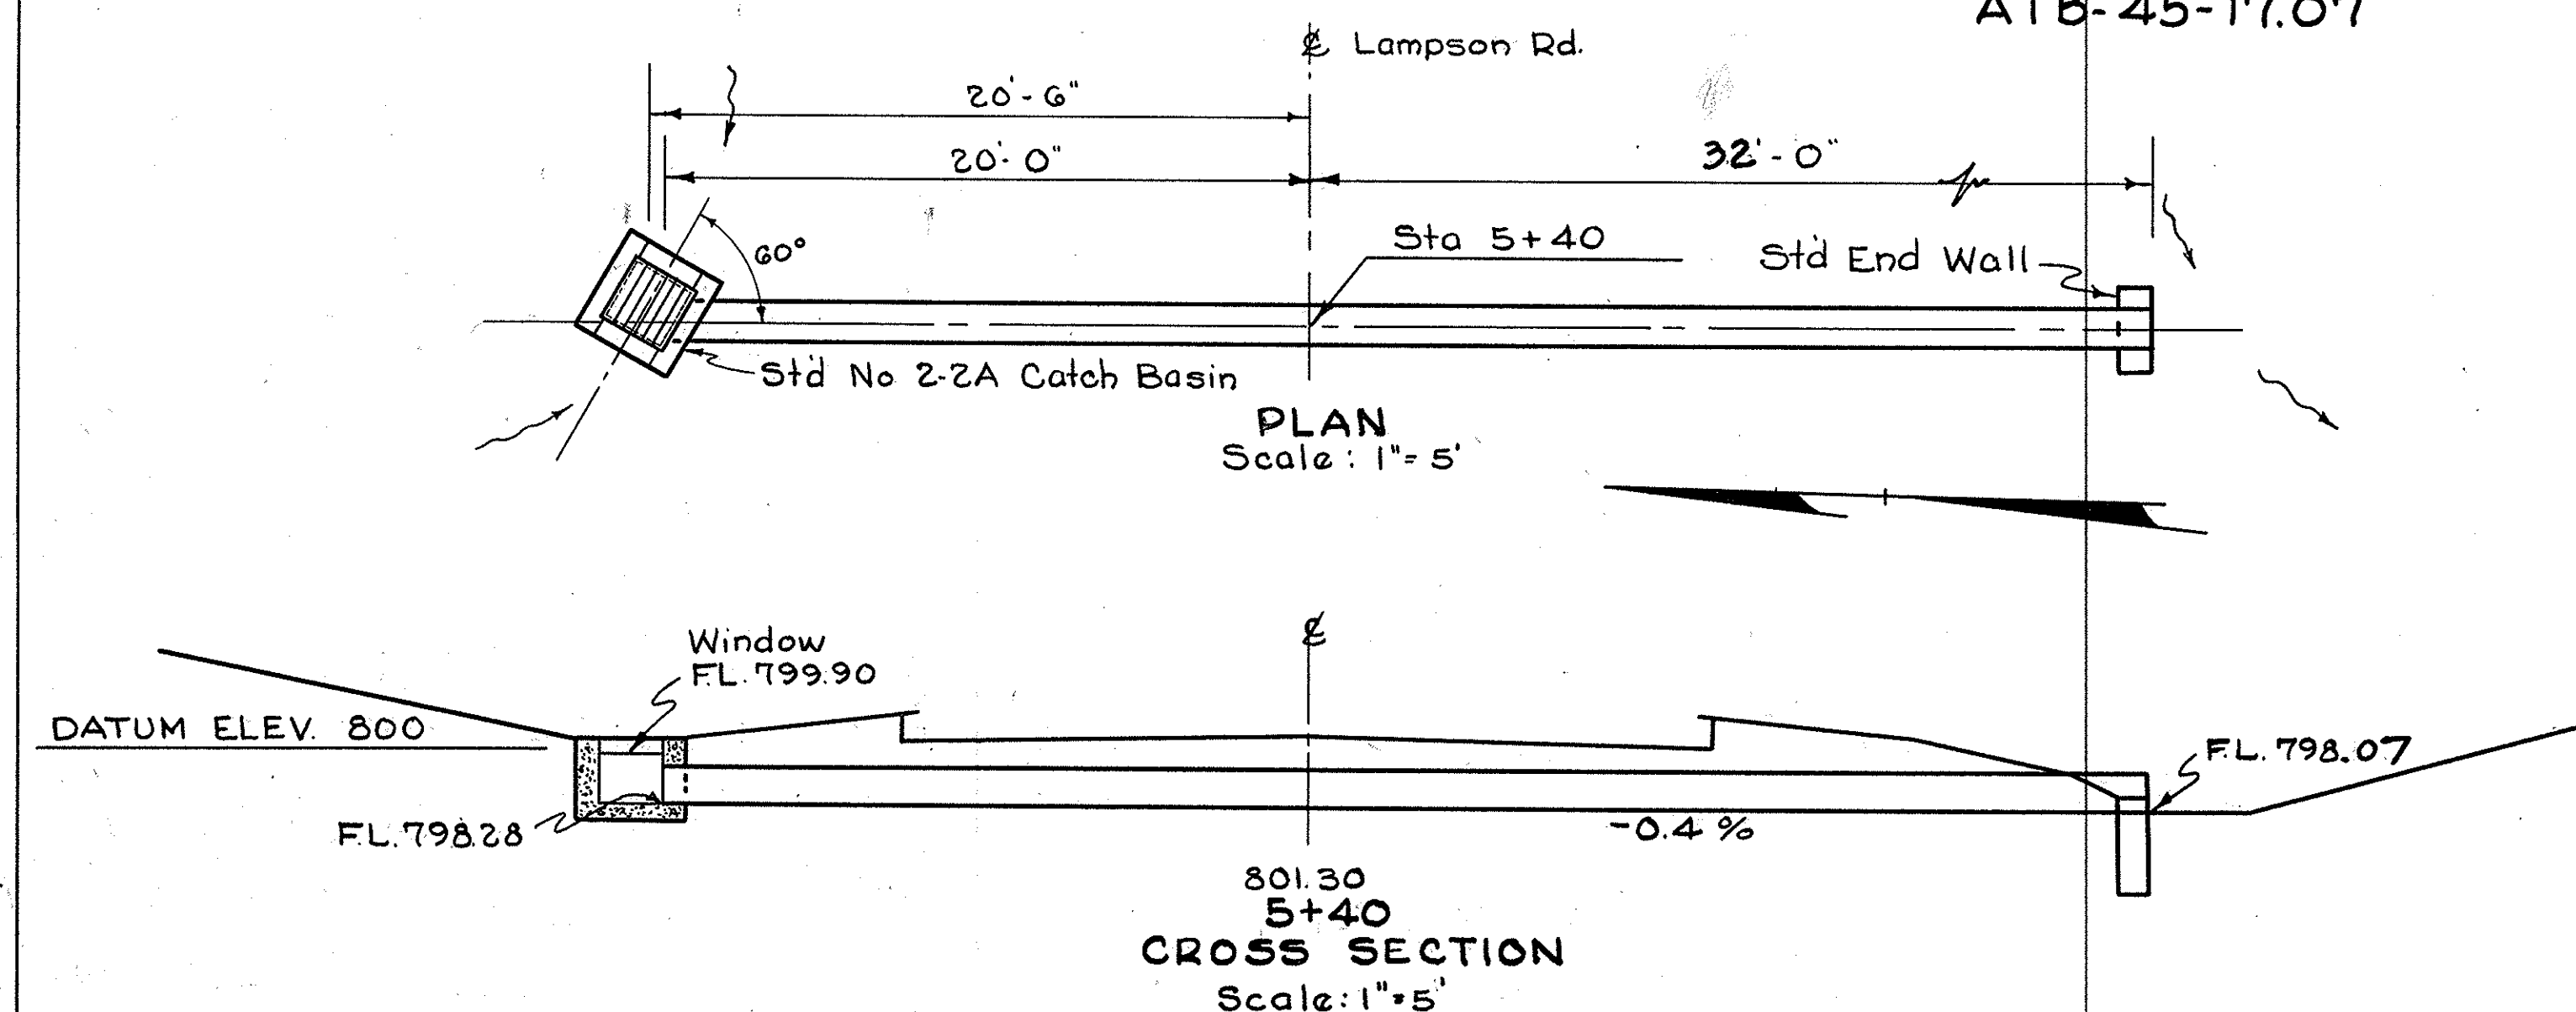 ATB-45-17.07
℄ Lampson Rd.
20'-6"
20'-0"
32'-0"
60°
Sta 5+40
Std End Wall
Std No 2-2A Catch Basin
PLAN
Scale: 1"= 5'
Window
F.L. 799.90
℄
DATUM ELEV. 800
F.L. 798.07
F.L. 798.28
-0.4 %
801.30
5+40
CROSS SECTION
Scale: 1"=5'